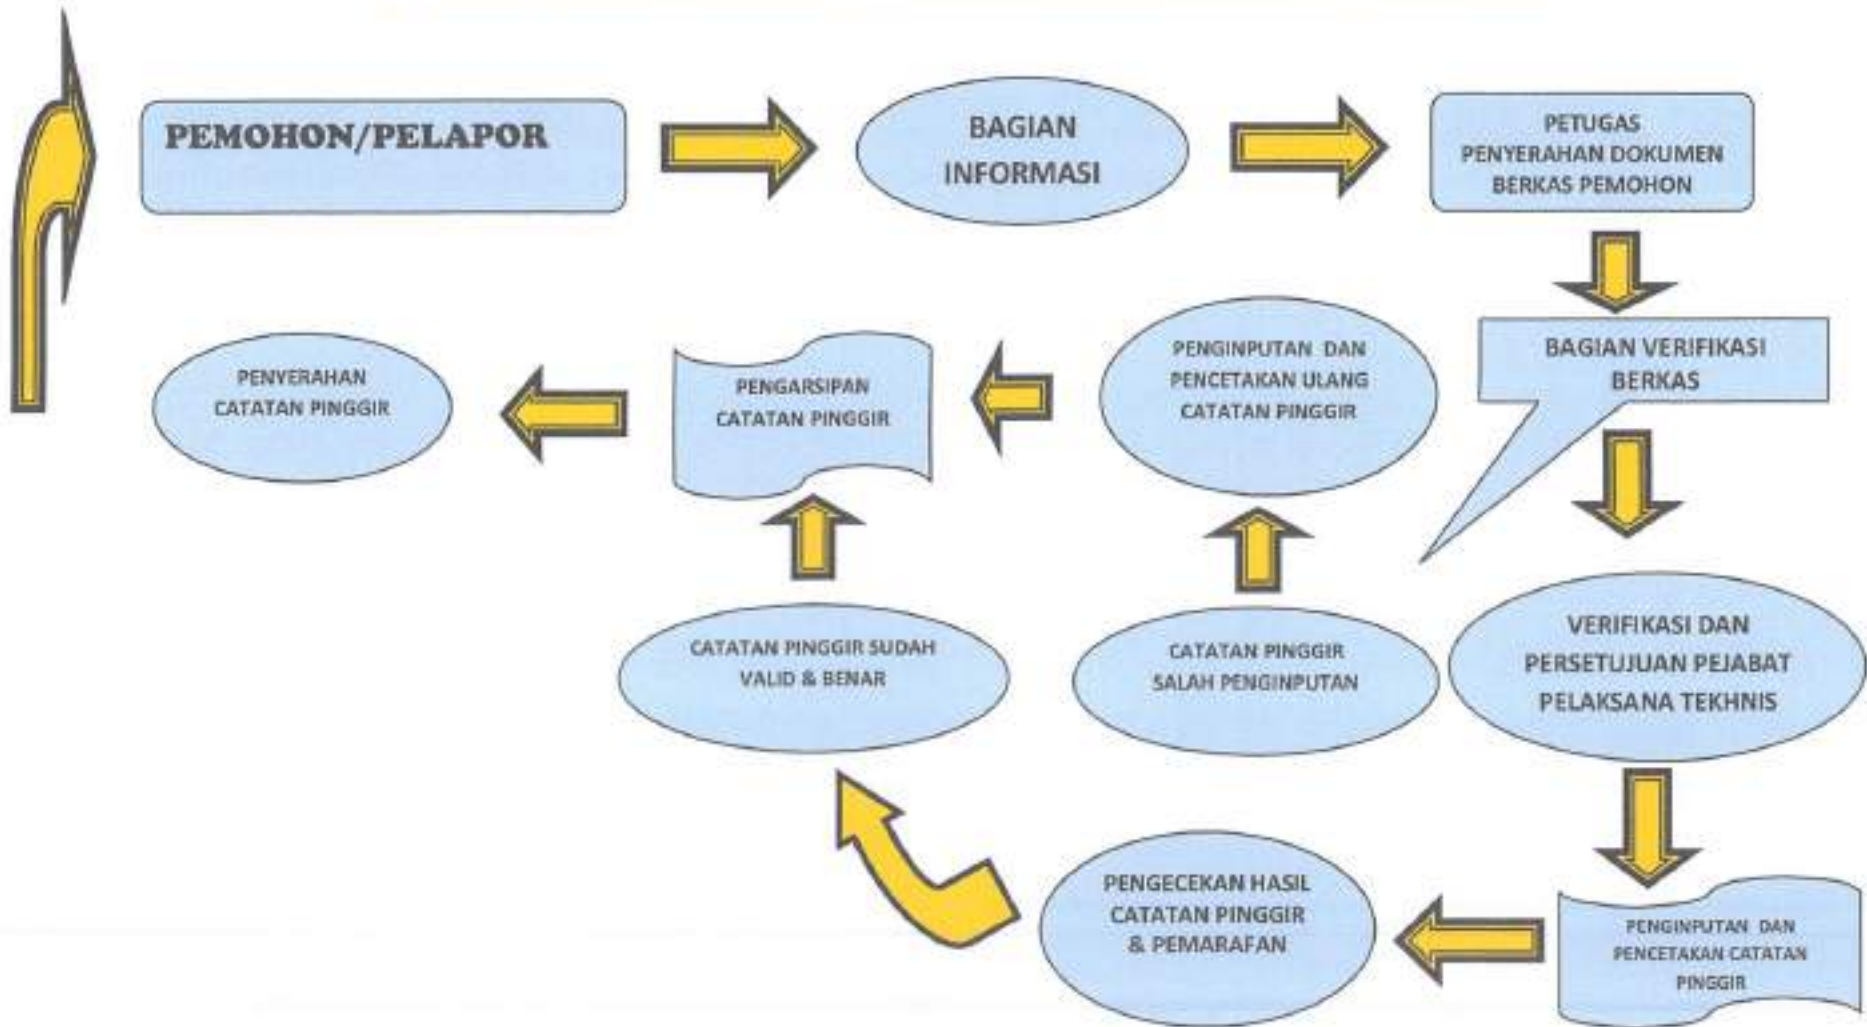 PEMOHON/PELAPOR
BAGIAN
INFORMASI
PETUGAS
PENYERAHAN DOKUMEN
BERKAS PEMOHON
BAGIAN VERIFIKASI
BERKAS
PENGINPUTAN DAN
PENCETAKAN ULANG
CATATAN PINGGIR
PENGARSIPAN
CATATAN PINGGIR
PENYERAHAN
CATATAN PINGGIR
CATATAN PINGGIR SUDAH
VALID & BENAR
CATATAN PINGGIR
SALAH PENGINPUTAN
VERIFIKASI DAN
PERSETUJUAN PEJABAT
PELAKSANA TEKHNIS
PENGECEKAN HASIL
CATATAN PINGGIR
& PEMARAFAN
PENGINPUTAN DAN
PENCETAKAN CATATAN
PINGGIR